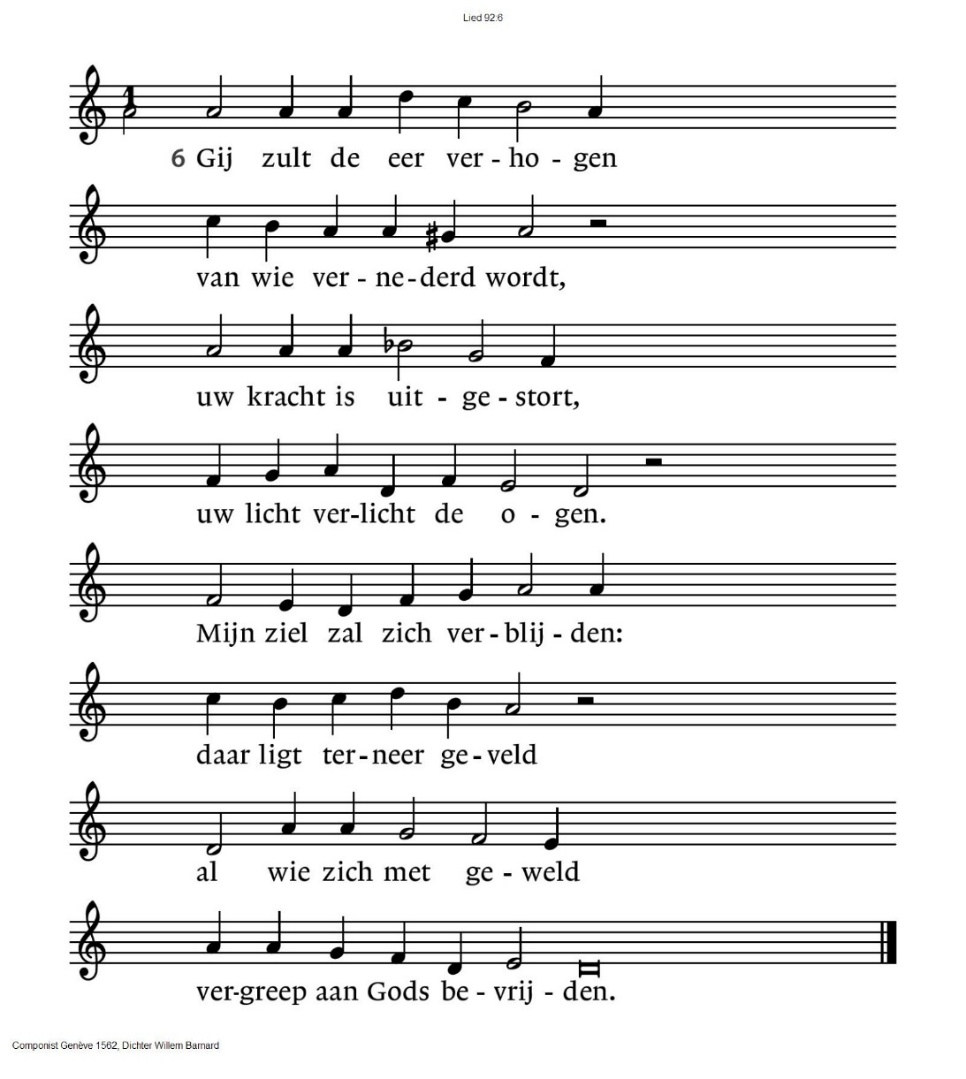 Lied 92:6
6 Gij zult de eer ver - ho - gen
van wie ver - ne - derd wordt,
uw kracht is uit - ge - stort,
uw licht ver - licht de o - gen.
Mijn ziel zal zich ver - blij - den:
daar ligt ter - neer ge - veld
al wie zich met ge - weld
ver - greep aan Gods be - vrij - den.
Componist Genève 1562, Dichter Willem Barnard